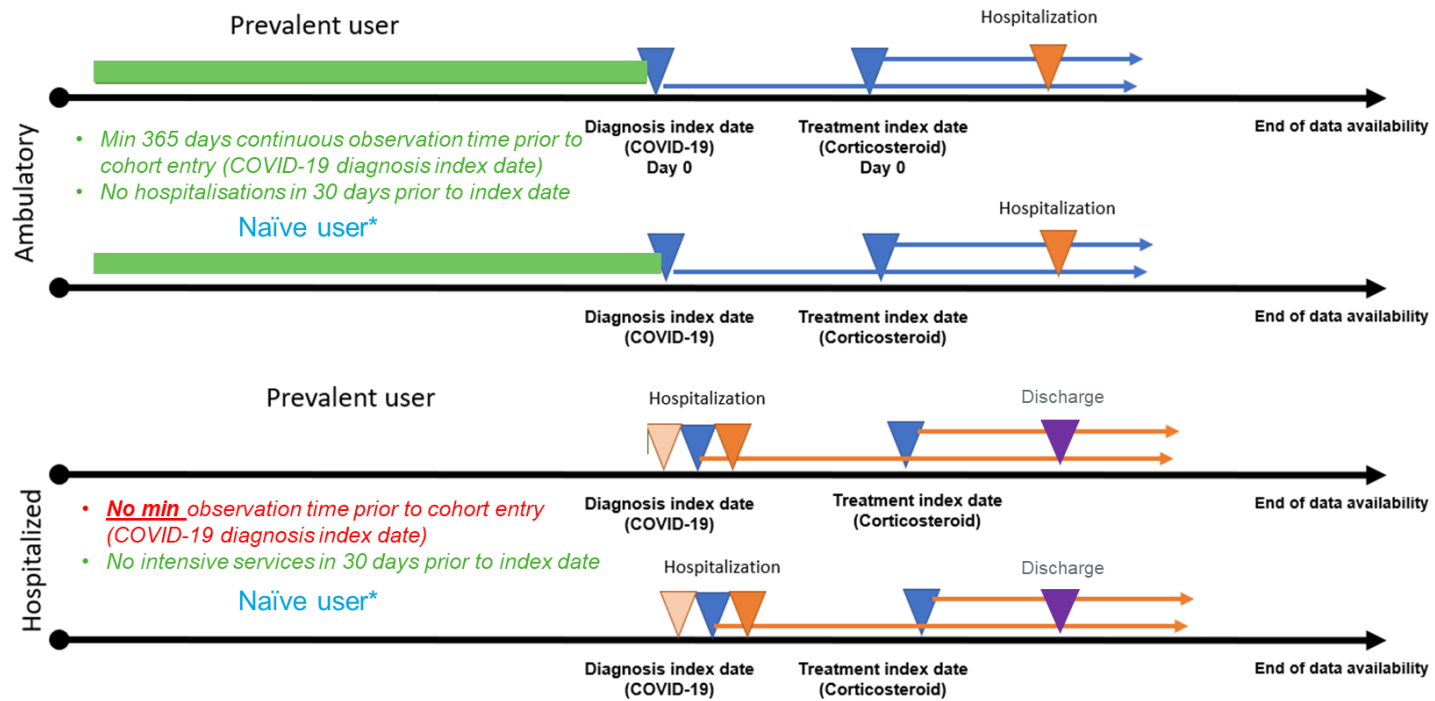 Prevalent user
Hospitalization
Ambulatory
Diagnosis index date
(COVID-19)
Day 0
Treatment index date
(Corticosteroid)
Day 0
End of data availability
• Min 365 days continuous observation time prior to
cohort entry (COVID-19 diagnosis index date)
• No hospitalisations in 30 days prior to index date
Naïve user*
Hospitalization
Diagnosis index date
(COVID-19)
Treatment index date
(Corticosteroid)
End of data availability
Prevalent user
Hospitalization
Discharge
Hospitalized
Diagnosis index date
(COVID-19)
Treatment index date
(Corticosteroid)
End of data availability
• No min observation time prior to cohort entry
(COVID-19 diagnosis index date)
• No intensive services in 30 days prior to index date
Naïve user*
Hospitalization
Discharge
Diagnosis index date
(COVID-19)
Treatment index date
(Corticosteroid)
End of data availability